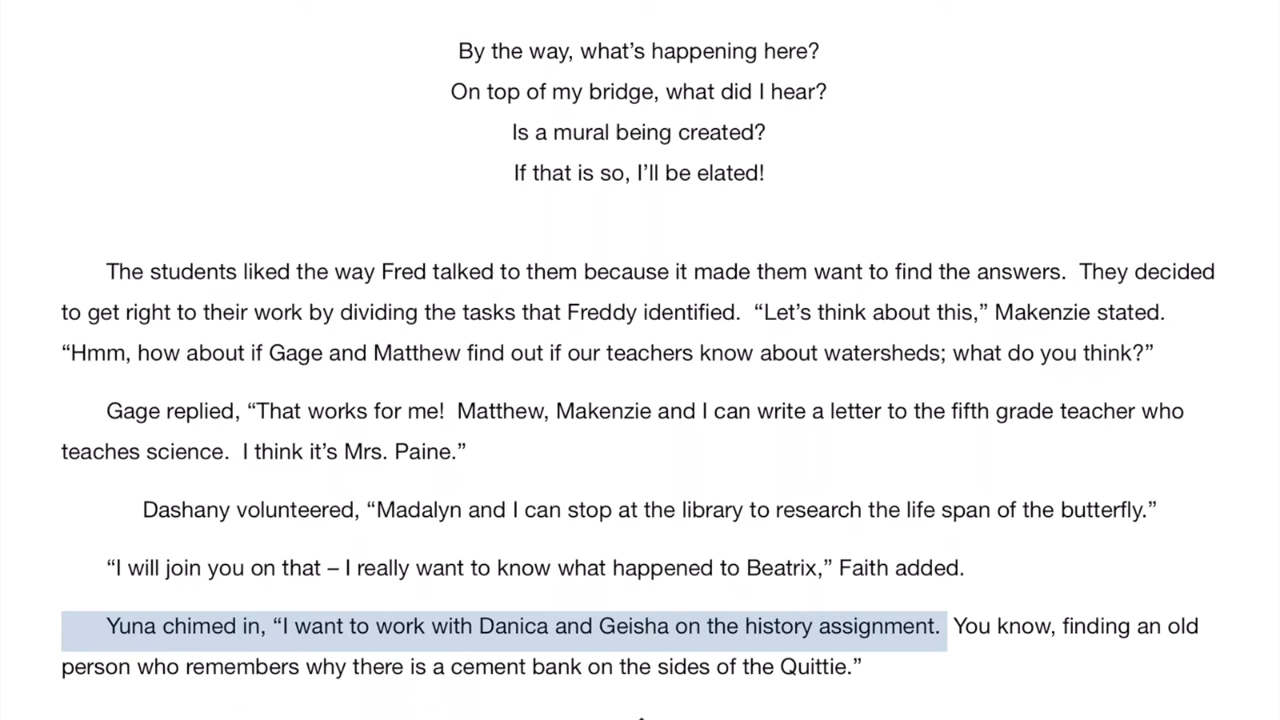 By the way, what’s happening here?
On top of my bridge, what did I hear?
Is a mural being created?
If that is so, I’ll be elated!
The students liked the way Fred talked to them because it made them want to find the answers.  They decided
to get right to their work by dividing the tasks that Freddy identified.  “Let’s think about this,” Makenzie stated.
“Hmm, how about if Gage and Matthew find out if our teachers know about watersheds; what do you think?”
Gage replied, “That works for me!  Matthew, Makenzie and I can write a letter to the fifth grade teacher who
teaches science.  I think it’s Mrs. Paine.”
Dashany volunteered, “Madalyn and I can stop at the library to research the life span of the butterfly.”
“I will join you on that – I really want to know what happened to Beatrix,” Faith added.
Yuna chimed in, “I want to work with Danica and Geisha on the history assignment.  You know, finding an old
person who remembers why there is a cement bank on the sides of the Quittie.”